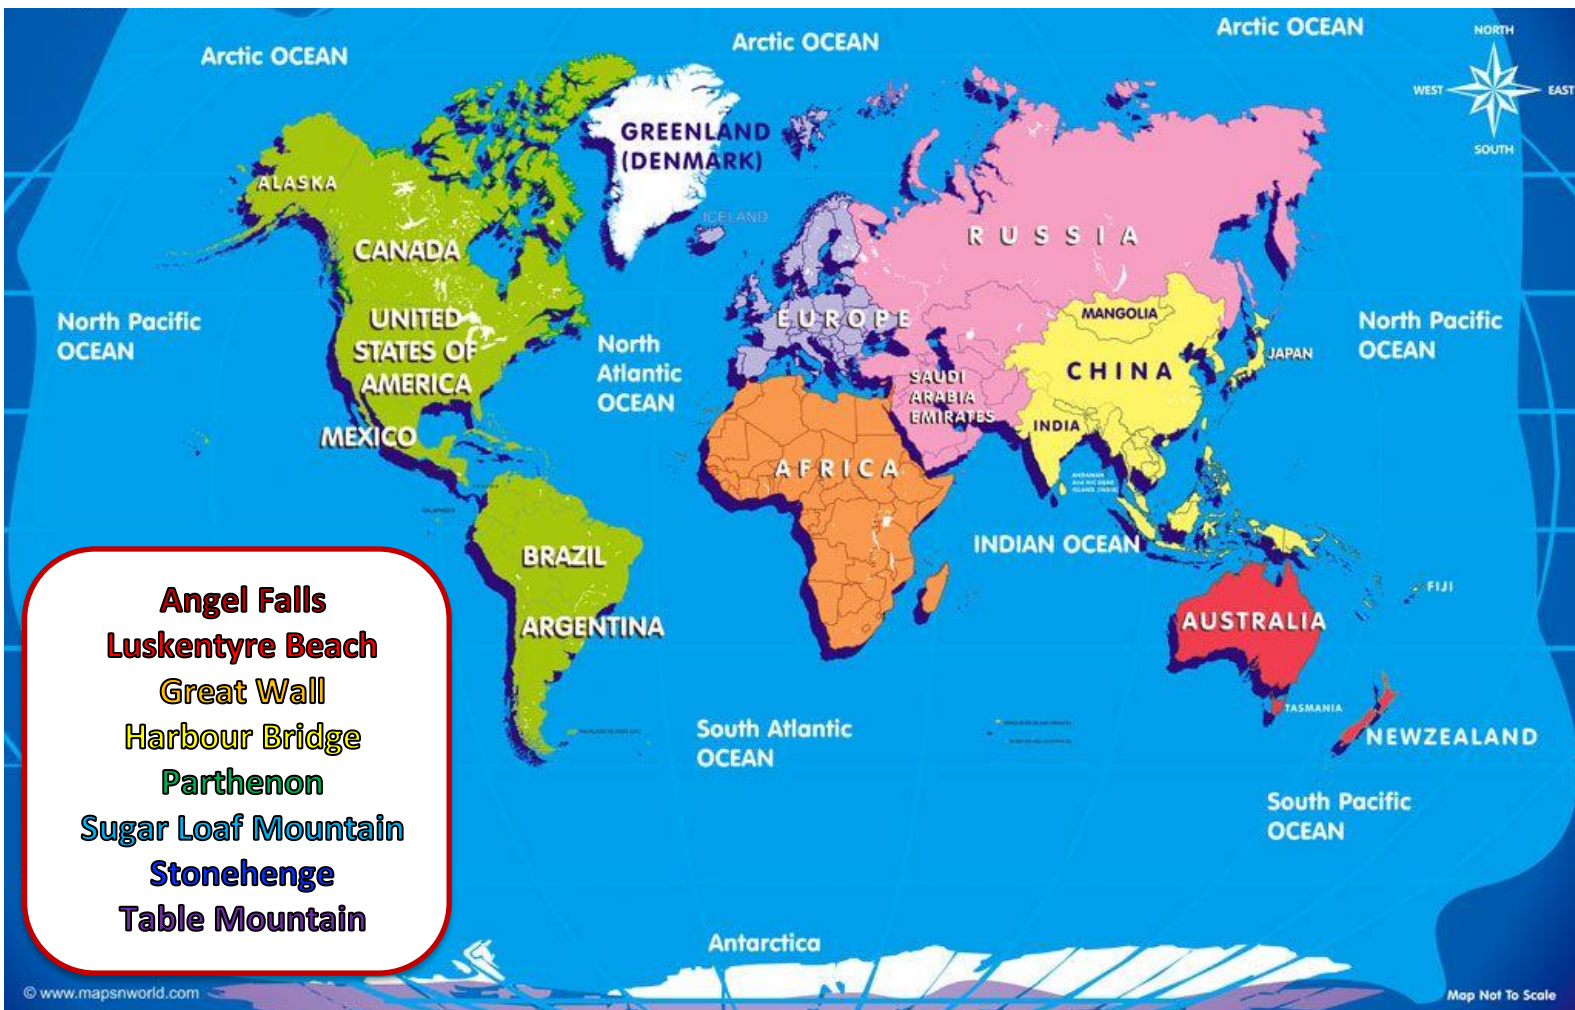 Arctic OCEAN
Arctic OCEAN
Arctic OCEAN
NORTH
WEST
EAST
SOUTH
GREENLAND
(DENMARK)
ALASKA
ICELAND
CANADA
RUSSIA
North Pacific
OCEAN
UNITED
STATES OF
AMERICA
North
Atlantic
OCEAN
EUROPE
MANGOLIA
CHINA
JAPAN
North Pacific
OCEAN
SAUDI
ARABIA
EMIRATES
INDIA
MEXICO
AFRICA
INDIAN OCEAN
BRAZIL
ARGENTINA
FIJI
AUSTRALIA
TASMANIA
NEWZEALAND
South Atlantic
OCEAN
South Pacific
OCEAN
Antarctica
Angel Falls
Luskentyre Beach
Great Wall
Harbour Bridge
Parthenon
Sugar Loaf Mountain
Stonehenge
Table Mountain
© www.mapsnworld.com
Map Not To Scale